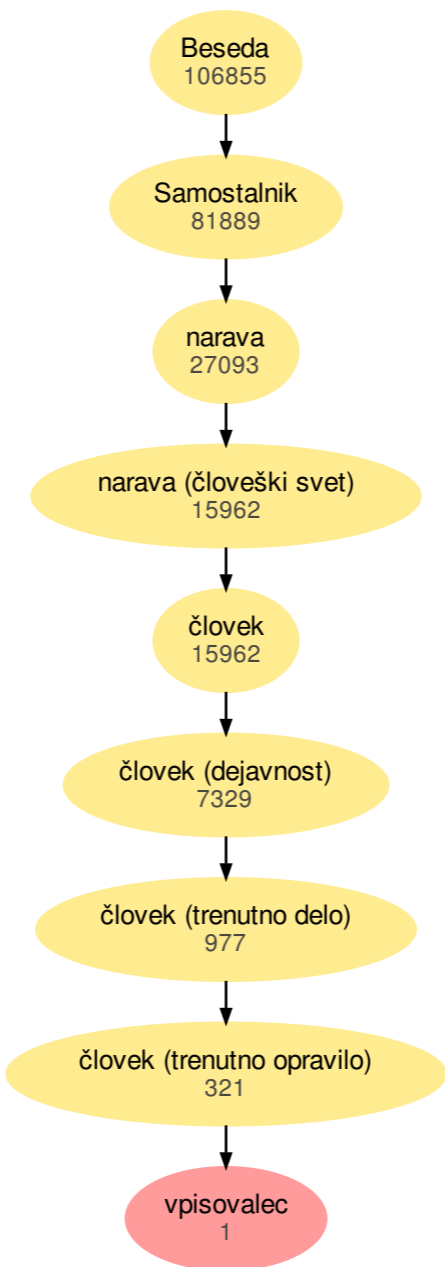 Beseda
106855
Samostalnik
81889
narava
27093
narava (človeški svet)
15962
človek
15962
človek (dejavnost)
7329
človek (trenutno delo)
977
človek (trenutno opravilo)
321
vpisovalec
1